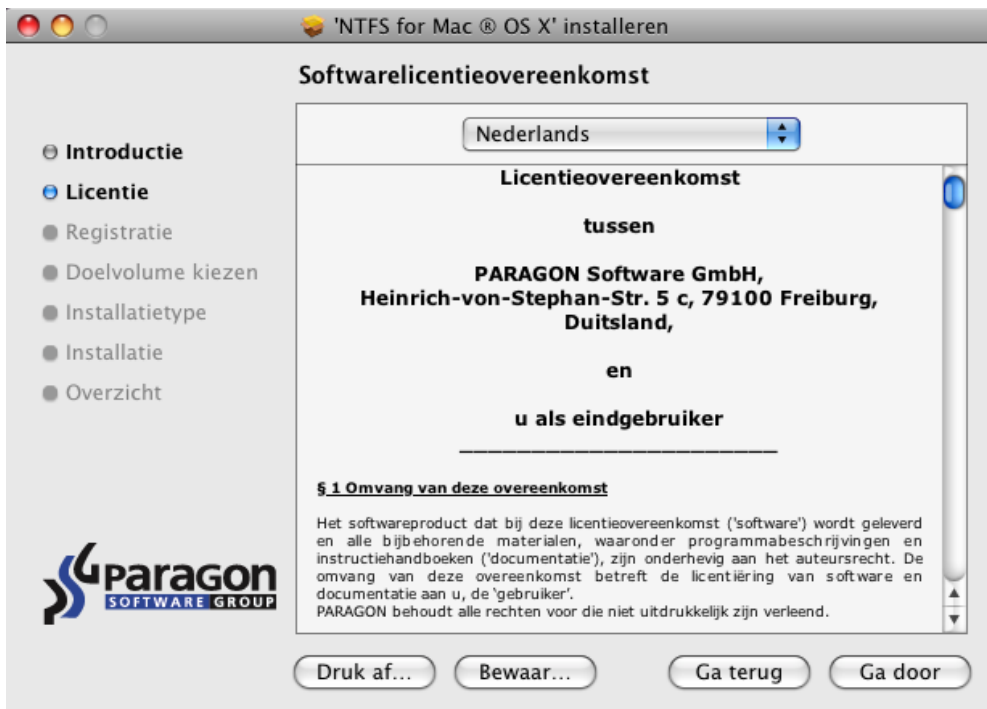 'NTFS for Mac ® OS X' installeren
Softwarelicentieovereenkomst
Introductie
Licentie
Registratie
Doelvolume kiezen
Installatietype
Installatie
Overzicht
Paragon
SOFTWARE GROUP
Nederlands
Licentieovereenkomst
tussen
PARAGON Software GmbH,
Heinrich-von-Stephan-Str. 5 c, 79100 Freiburg,
Duitsland,
en
u als eindgebruiker
§ 1 Omvang van deze overeenkomst
Het softwareproduct dat bij deze licentieovereenkomst ('software') wordt geleverd
en alle bijbehorende materialen, waaronder programmabeschrijvingen en
instructiehandboeken ('documentatie'), zijn onderhevig aan het auteursrecht. De
omvang van deze overeenkomst betreft de licentiëring van software en
documentatie aan u, de 'gebruiker'.
PARAGON behoudt alle rechten voor die niet uitdrukkelijk zijn verleend.
Druk af...
Bewaar...
Ga terug
Ga door